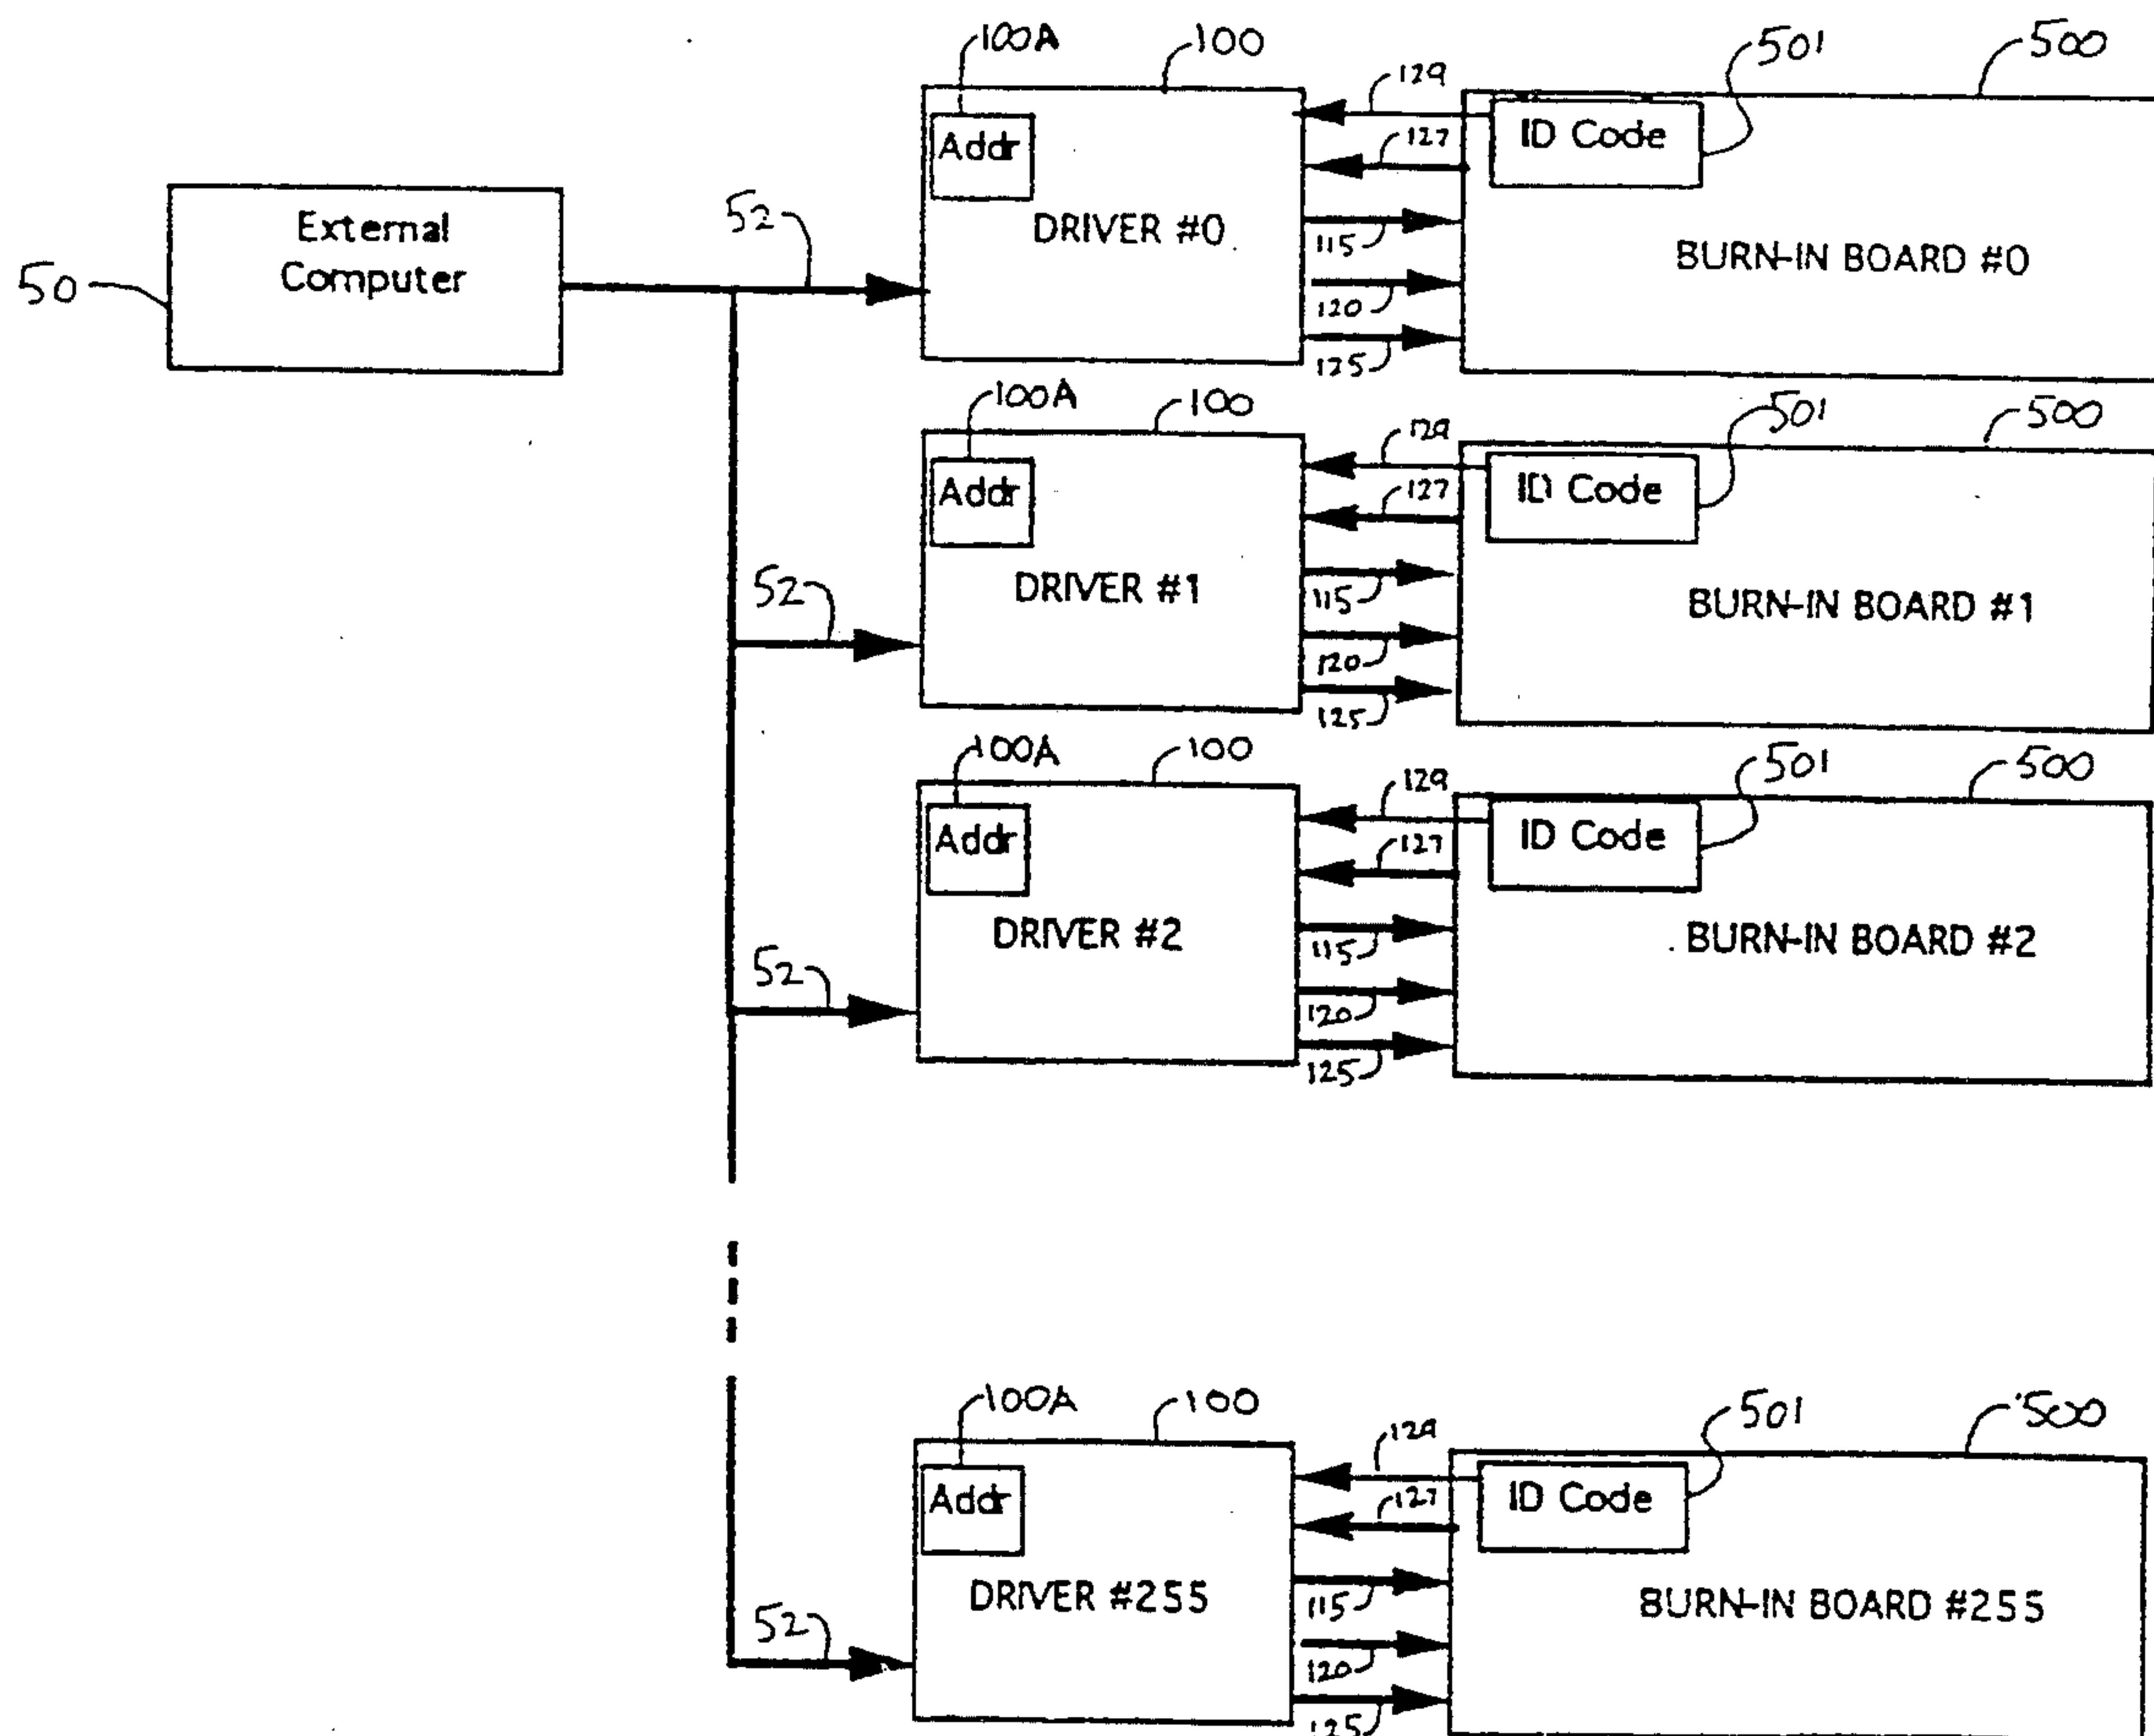 100A 100 501 500
129
ID Code
Addr
127
External
Computer
50
52
DRIVER #0
115
BURN-IN BOARD #0
120
125
100A 100 501 500
129
ID Code
Addr
127
52
DRIVER #1
115
BURN-IN BOARD #1
120
125
100A 100 501 500
129
ID Code
Addr
127
52
DRIVER #2
115
BURN-IN BOARD #2
120
125
100A 100 501 500
129
ID Code
Addr
127
52
DRIVER #255
115
BURN-IN BOARD #255
120
125